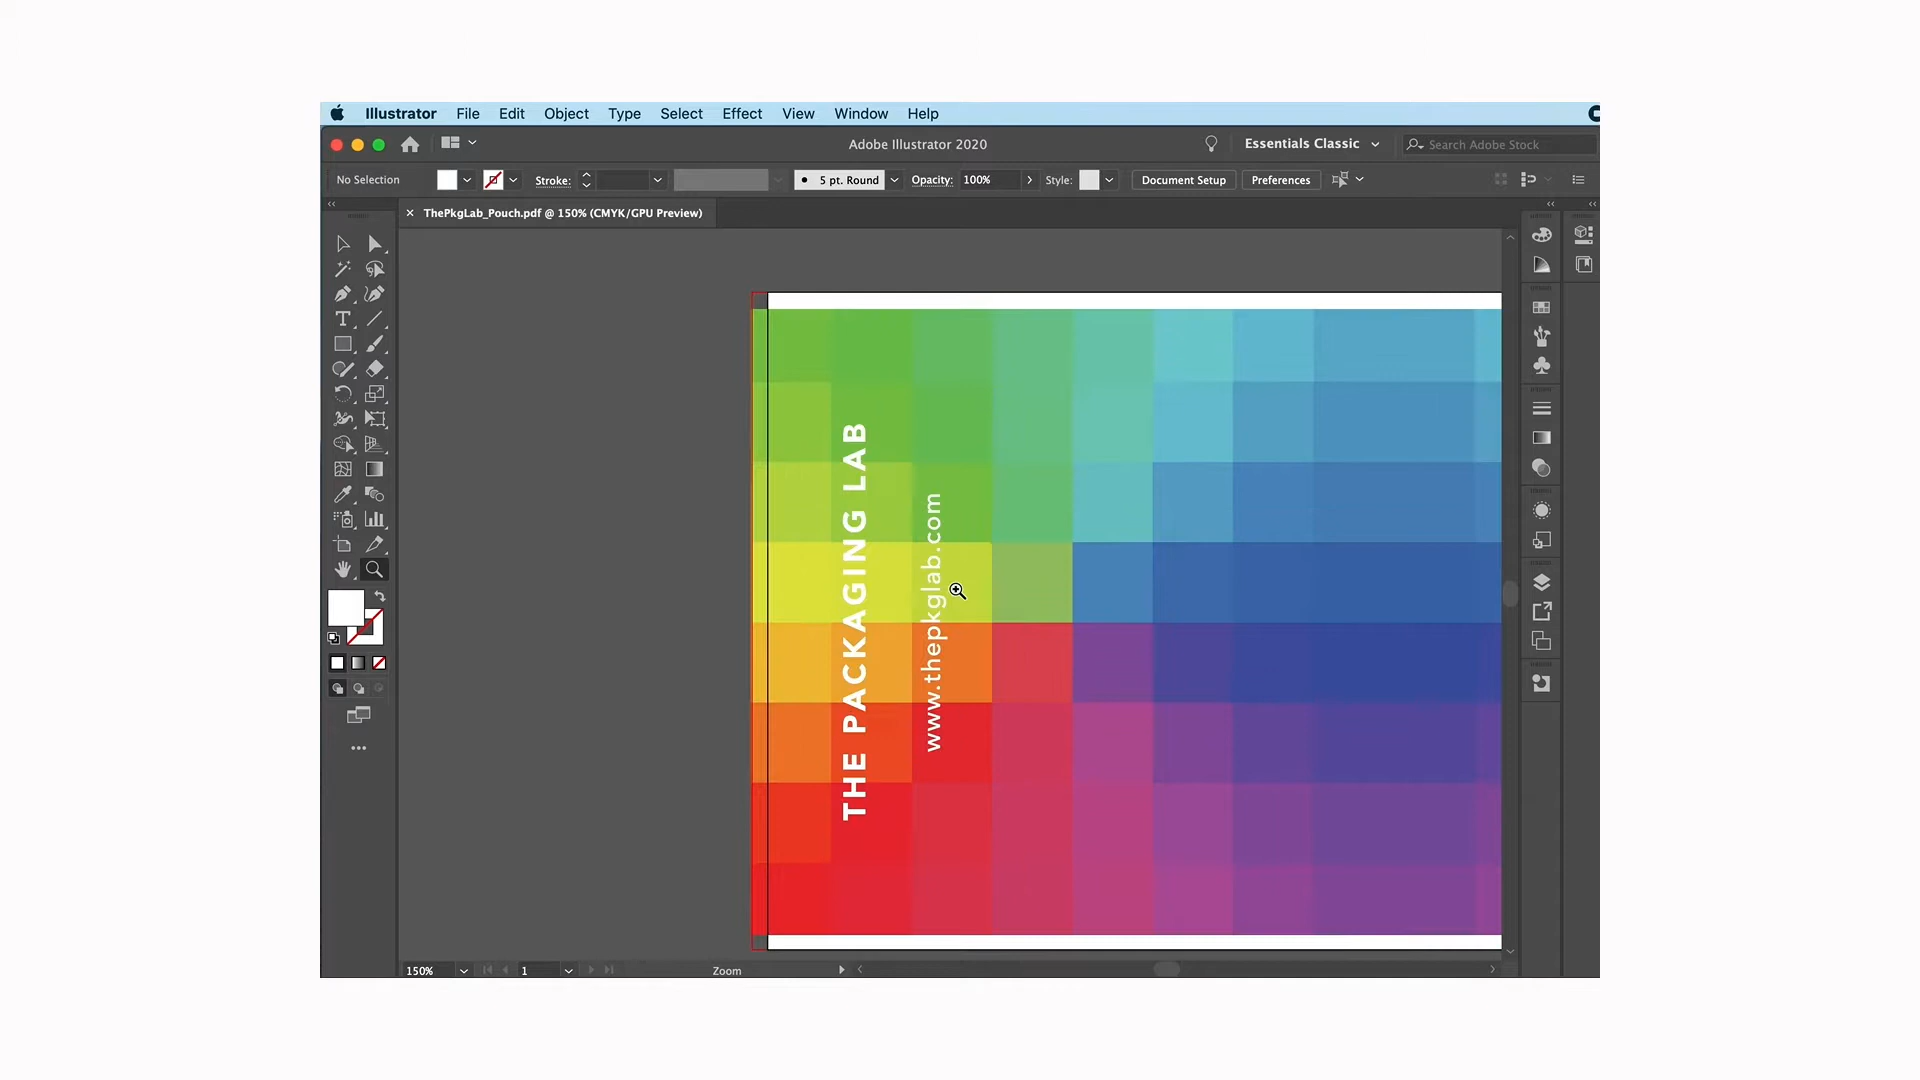 Illustrator File Edit Object Type Select Effect View Window Help
Adobe Illustrator 2020
Essentials Classic
Search Adobe Stock
No Selection
Stroke:
5 pt. Round
Opacity: 100%
Style:
Document Setup
Preferences
ThePkgLab_Pouch.pdf @ 150% (CMYK/GPU Preview)
THE PACKAGING LAB
www.thepkglab.com
150%
1
Zoom